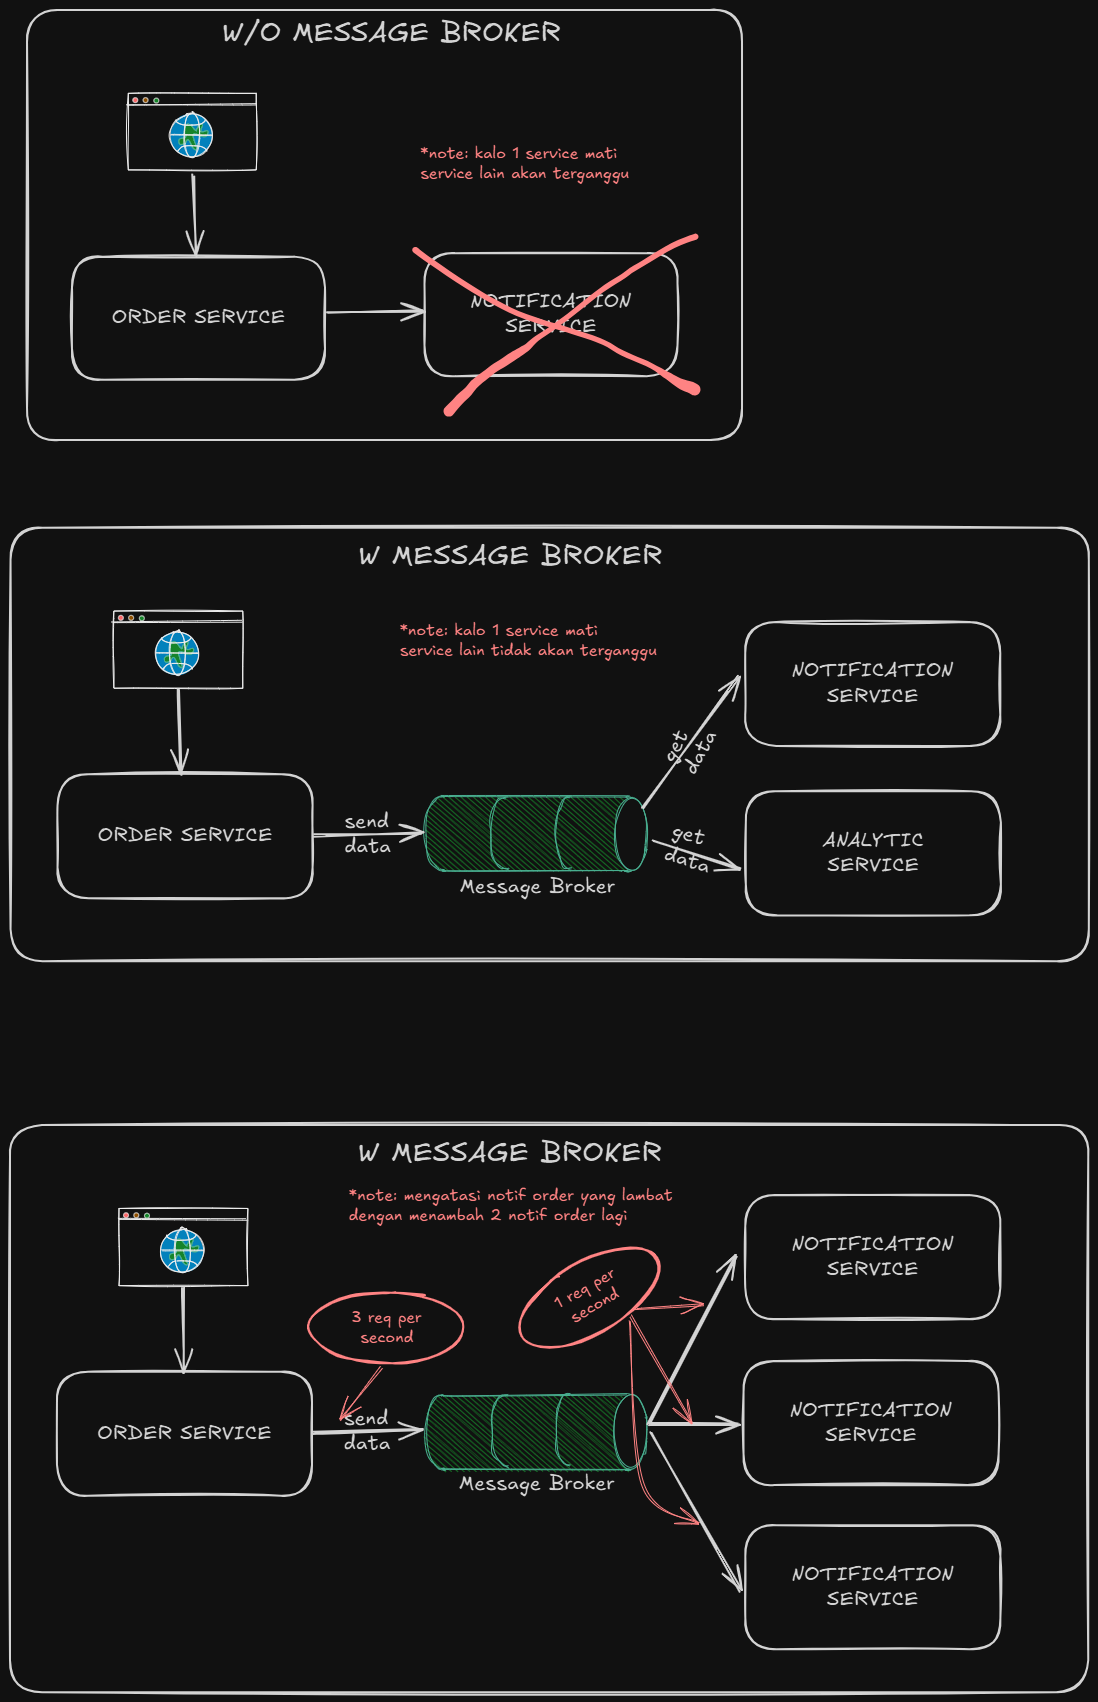 W/O MESSAGE BROKER
*note: kalo 1 service mati
service lain akan terganggu
ORDER SERVICE
NOTIFICATION
SERVICE
W MESSAGE BROKER
*note: kalo 1 service mati
service lain tidak akan terganggu
NOTIFICATION
SERVICE
get
data
ORDER SERVICE
send
data
Message Broker
get
data
ANALYTIC
SERVICE
W MESSAGE BROKER
*note: mengatasi notif order yang lambat
dengan menambah 2 notif order lagi
NOTIFICATION
SERVICE
1 req per
second
3 req per
second
ORDER SERVICE
send
data
Message Broker
NOTIFICATION
SERVICE
NOTIFICATION
SERVICE